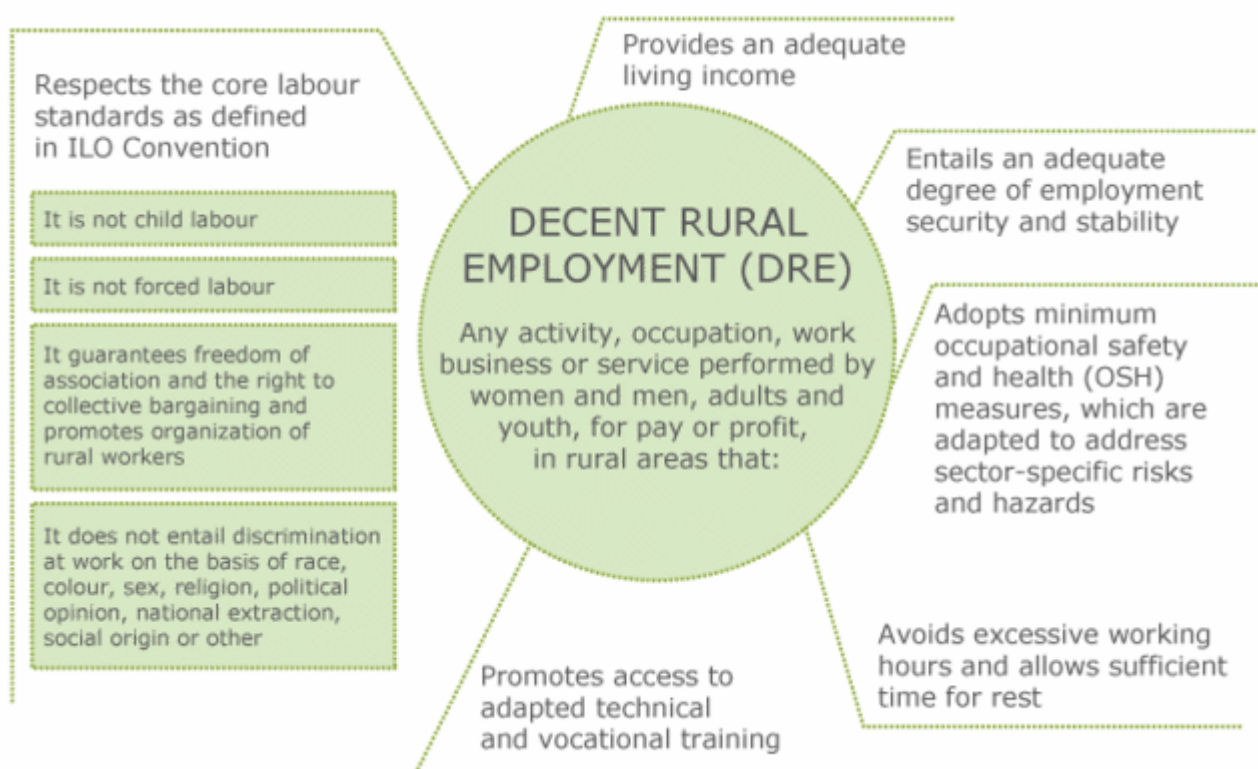 Respects the core labour
standards as defined
in ILO Convention
It is not child labour
It is not forced labour
It guarantees freedom of
association and the right to
collective bargaining and
promotes organization of
rural workers
It does not entail discrimination
at work on the basis of race,
colour, sex, religion, political
opinion, national extraction,
social origin or other
DECENT RURAL
EMPLOYMENT (DRE)
Any activity, occupation, work
business or service performed by
women and men, adults and
youth, for pay or profit,
in rural areas that:
Provides an adequate
living income
Entails an adequate
degree of employment
security and stability
Adopts minimum
occupational safety
and health (OSH)
measures, which are
adapted to address
sector-specific risks
and hazards
Avoids excessive working
hours and allows sufficient
time for rest
Promotes access to
adapted technical
and vocational training